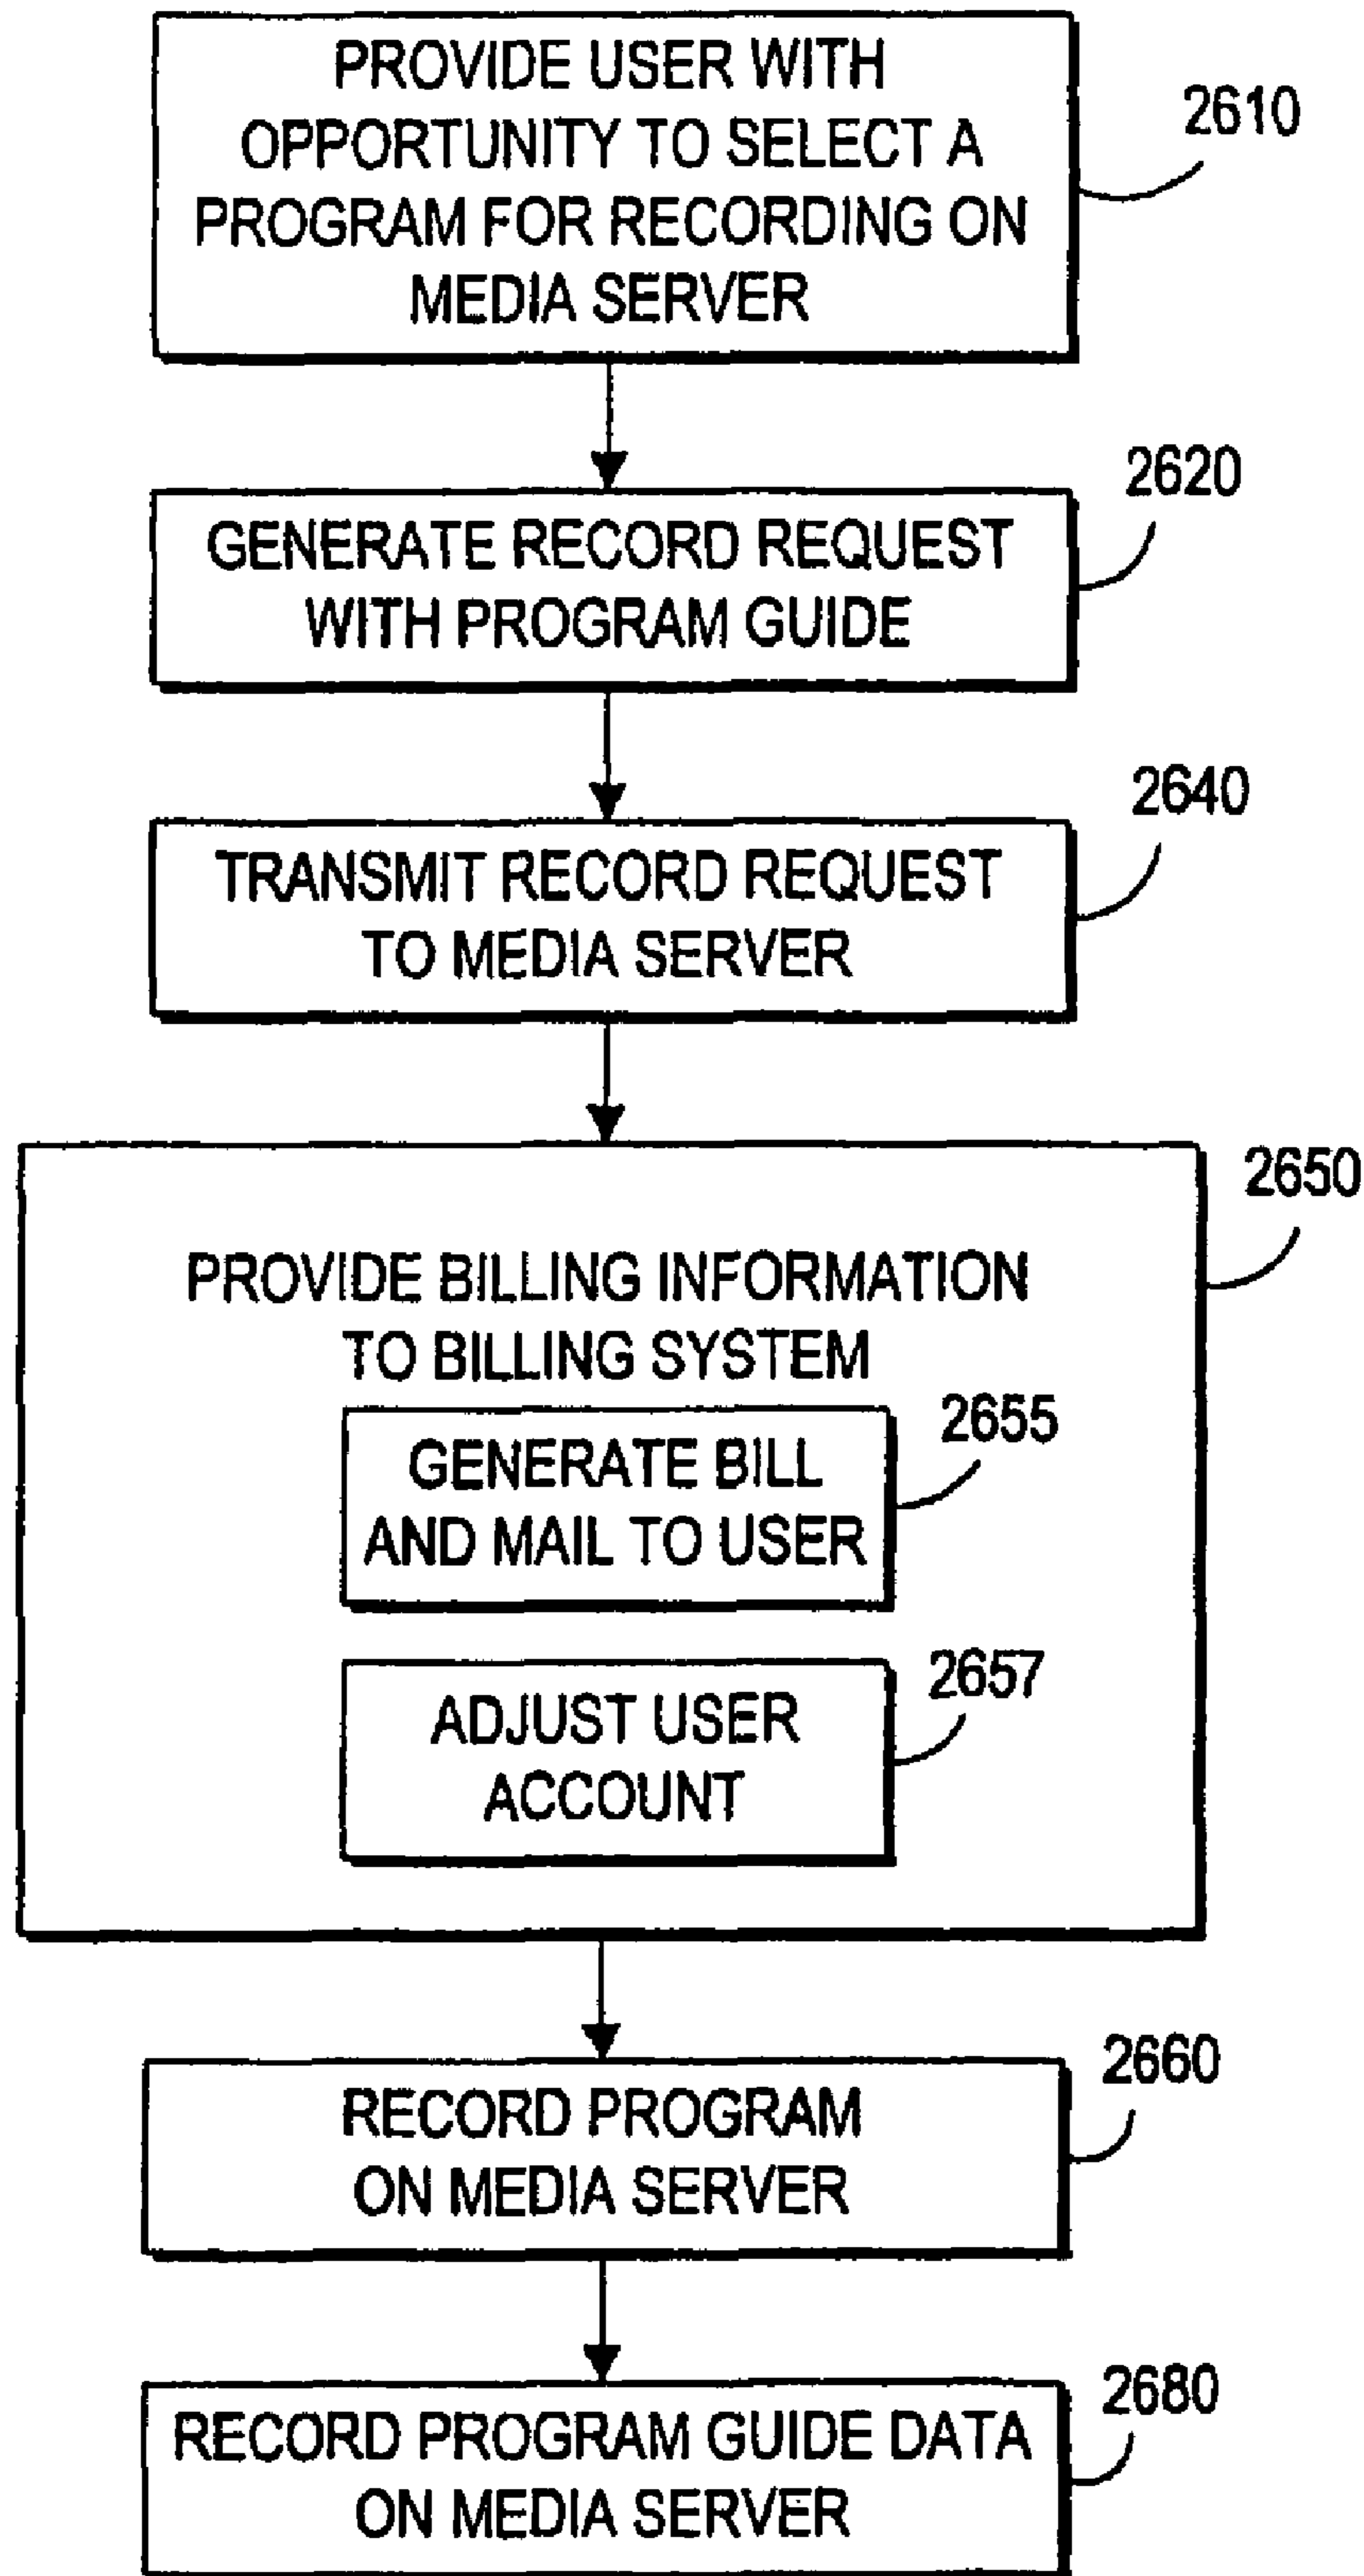 PROVIDE USER WITH
OPPORTUNITY TO SELECT A
PROGRAM FOR RECORDING ON
MEDIA SERVER
2610
GENERATE RECORD REQUEST
WITH PROGRAM GUIDE
2620
TRANSMIT RECORD REQUEST
TO MEDIA SERVER
2640
PROVIDE BILLING INFORMATION
TO BILLING SYSTEM
2650
GENERATE BILL
AND MAIL TO USER
2655
ADJUST USER
ACCOUNT
2657
RECORD PROGRAM
ON MEDIA SERVER
2660
RECORD PROGRAM GUIDE DATA
ON MEDIA SERVER
2680